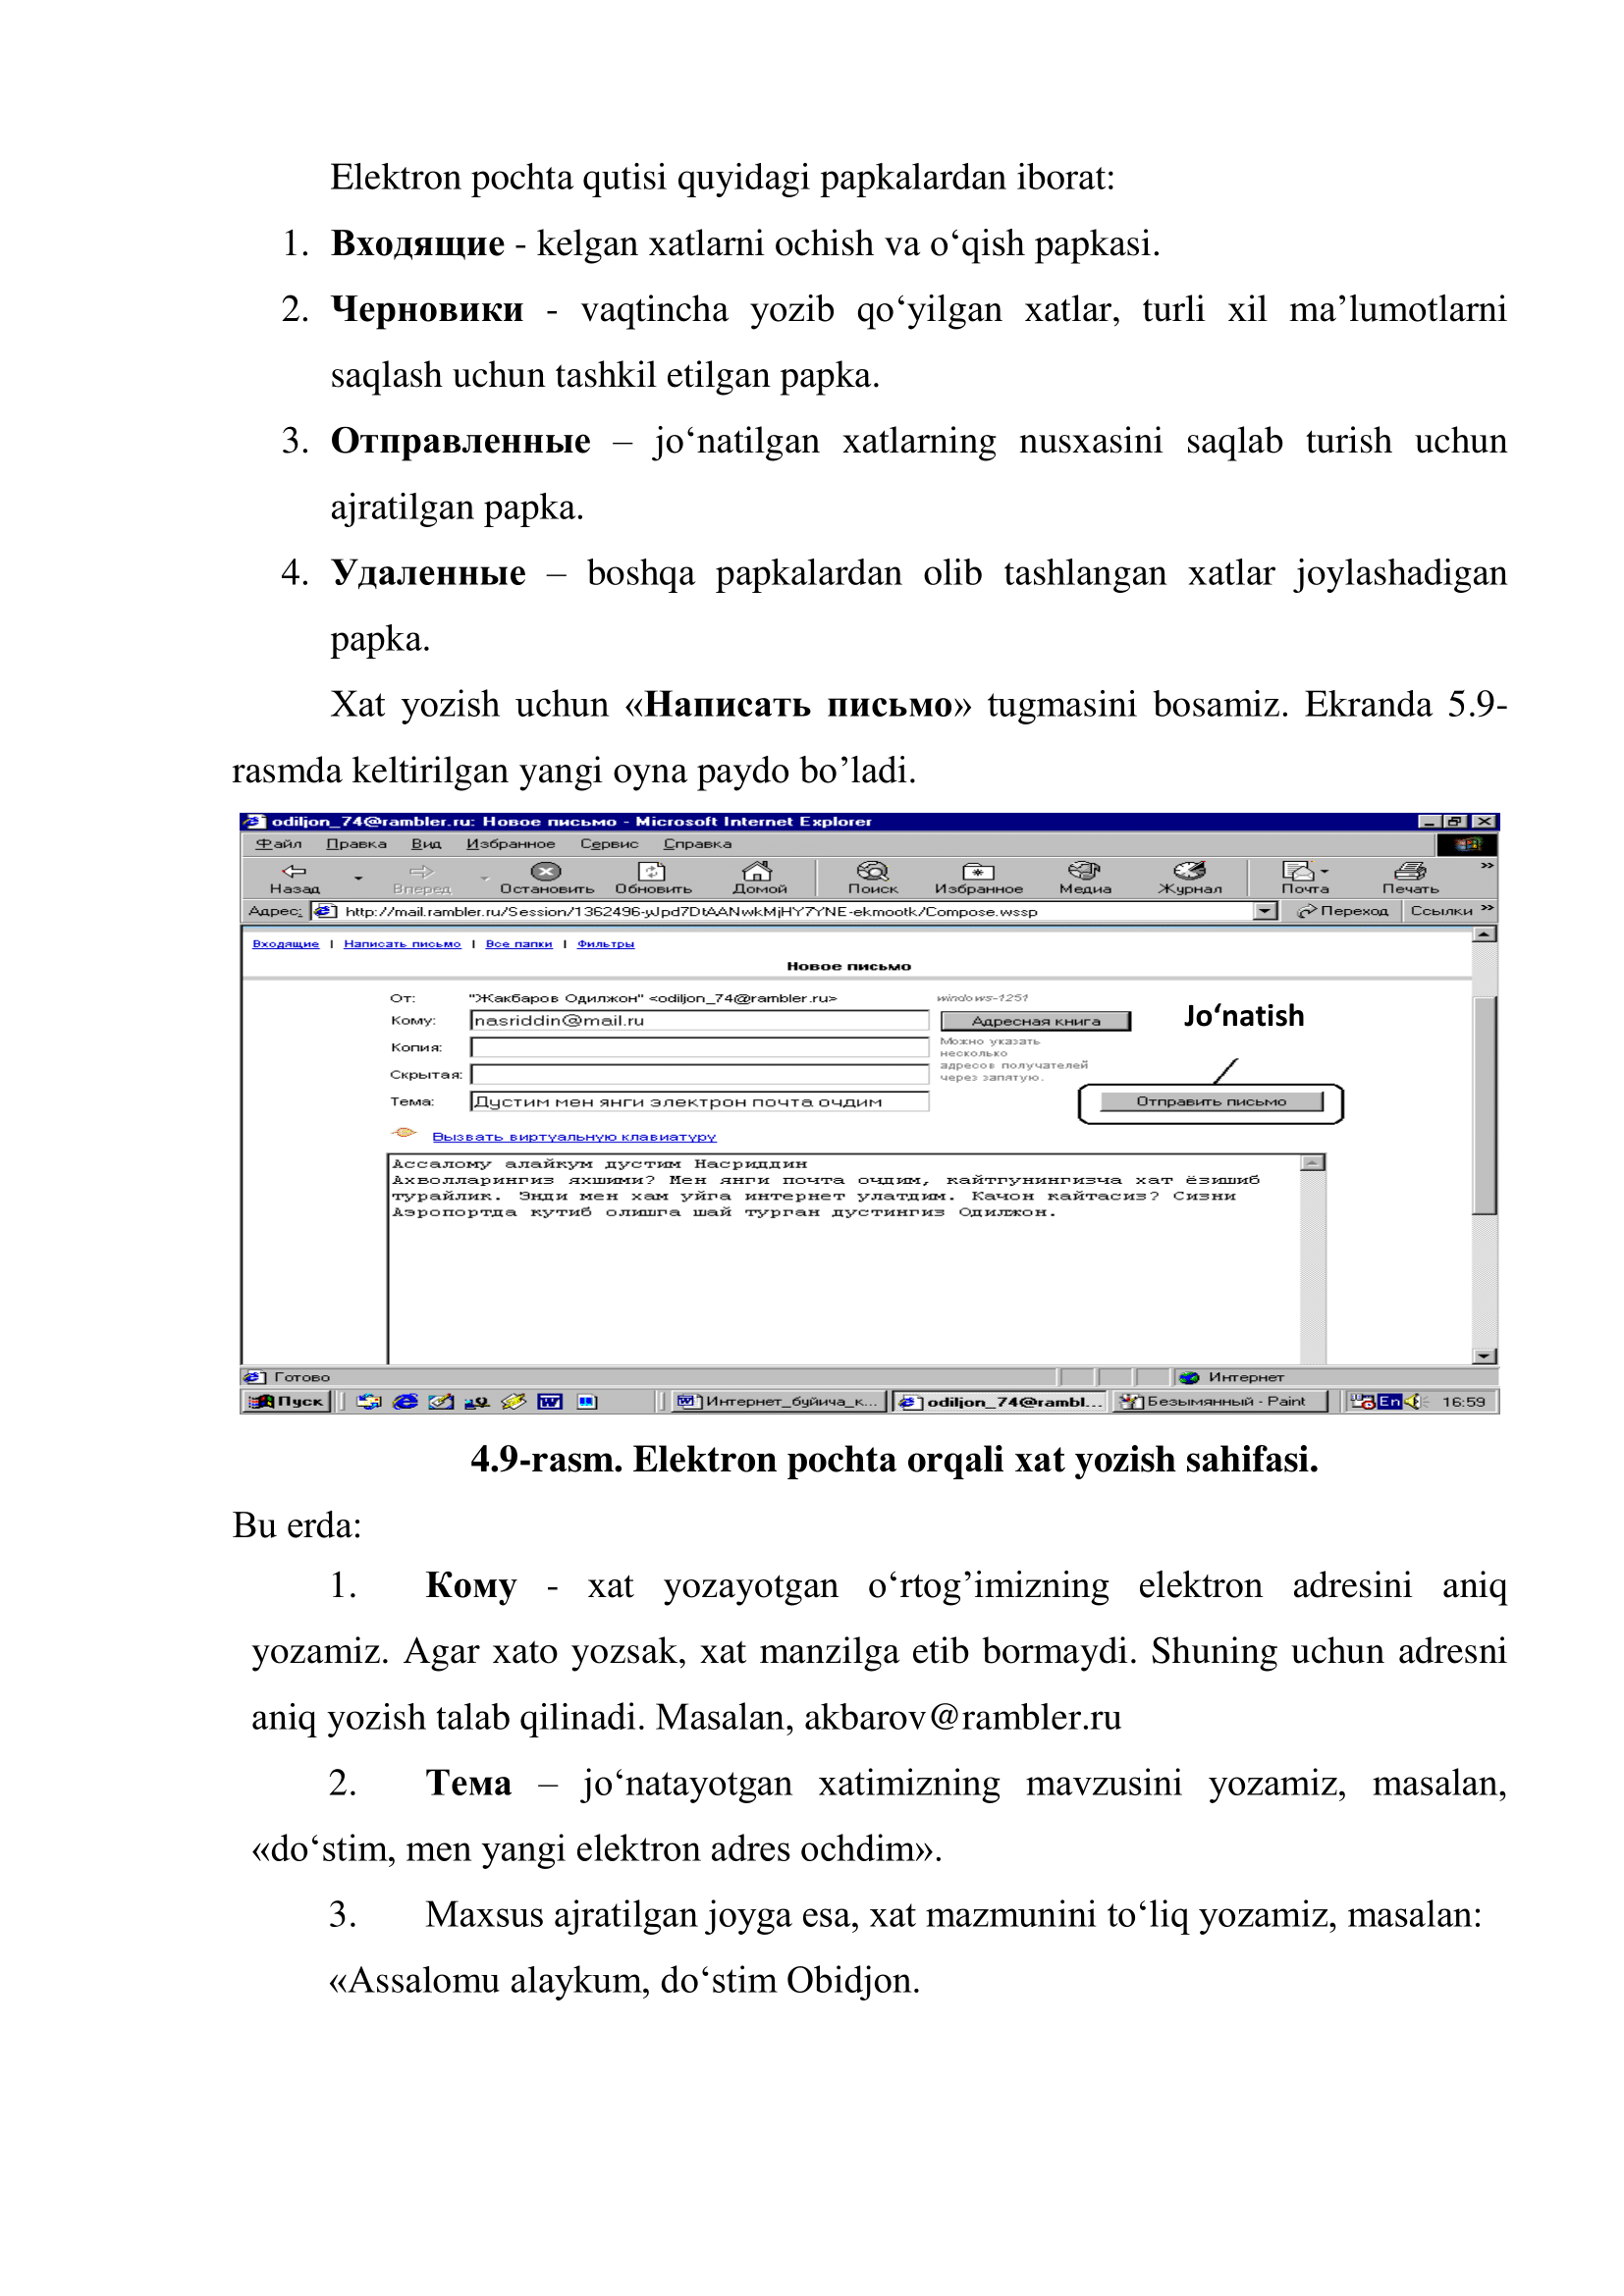 Elektron pochta qutisi quyidagi papkalardan iborat:
1. Входящие - kelgan xatlarni ochish va o‘qish papkasi.
2. Черновики - vaqtincha yozib qo‘yilgan xatlar, turli xil ma’lumotlarni
saqlash uchun tashkil etilgan papka.
3. Отправленные – jo‘natilgan xatlarning nusxasini saqlab turish uchun
ajratilgan papka.
4. Удаленные – boshqa papkalardan olib tashlangan xatlar joylashadigan
papka.
Xat yozish uchun «Написать письмо» tugmasini bosamiz. Ekranda 5.9-
rasmda keltirilgan yangi oyna paydo bo’ladi.
odiljon_74@rambler.ru: Новое письмо - Microsoft Internet Explorer
Файл Правка Вид Избранное Сервис Справка
Назад Вперед Остановить Обновить Домой Поиск Избранное Медиа Журнал Почта Печать »
Адрес: http://mail.rambler.ru/Session/1362496-yJpd7DtAANwkMjHY7YNE-ekmootk/Compose.wssp Переход Ссылки »
Входящие | Написать письмо | Все папки | Фильтры
Новое письмо
От: "Жакбаров Одилжон" <odiljon_74@rambler.ru> windows-1251
Кому: nasriddin@mail.ru Адресная книга Jo‘natish
Копия: Можно указать
несколько
адресов получателей
Скрытая: через запятую.
Тема: Дустим мен янги электрон почта очдим Отправить письмо
Вызвать виртуальную клавиатуру
Ассалому алайкум дустим Насриддин
Ахволларингиз яхшими? Мен янги почта очдим, кайтгунингизча хат ёзишиб
турайлик. Энди мен хам уйга интернет улатдим. Качон кайтасиз? Сизни
Аэропортда кутиб олишга шай турган дустингиз Одилжон.
Готово Интернет
Пуск Интернет_буйича_к... odiljon_74@rambl... Безымянный - Paint En 16:59
4.9-rasm. Elektron pochta orqali xat yozish sahifasi.
Bu erda:
1. Кому - xat yozayotgan o‘rtog’imizning elektron adresini aniq
yozamiz. Agar xato yozsak, xat manzilga etib bormaydi. Shuning uchun adresni
aniq yozish talab qilinadi. Masalan, akbarov@rambler.ru
2. Тема – jo‘natayotgan xatimizning mavzusini yozamiz, masalan,
«do‘stim, men yangi elektron adres ochdim».
3. Maxsus ajratilgan joyga esa, xat mazmunini to‘liq yozamiz, masalan:
«Assalomu alaykum, do‘stim Obidjon.